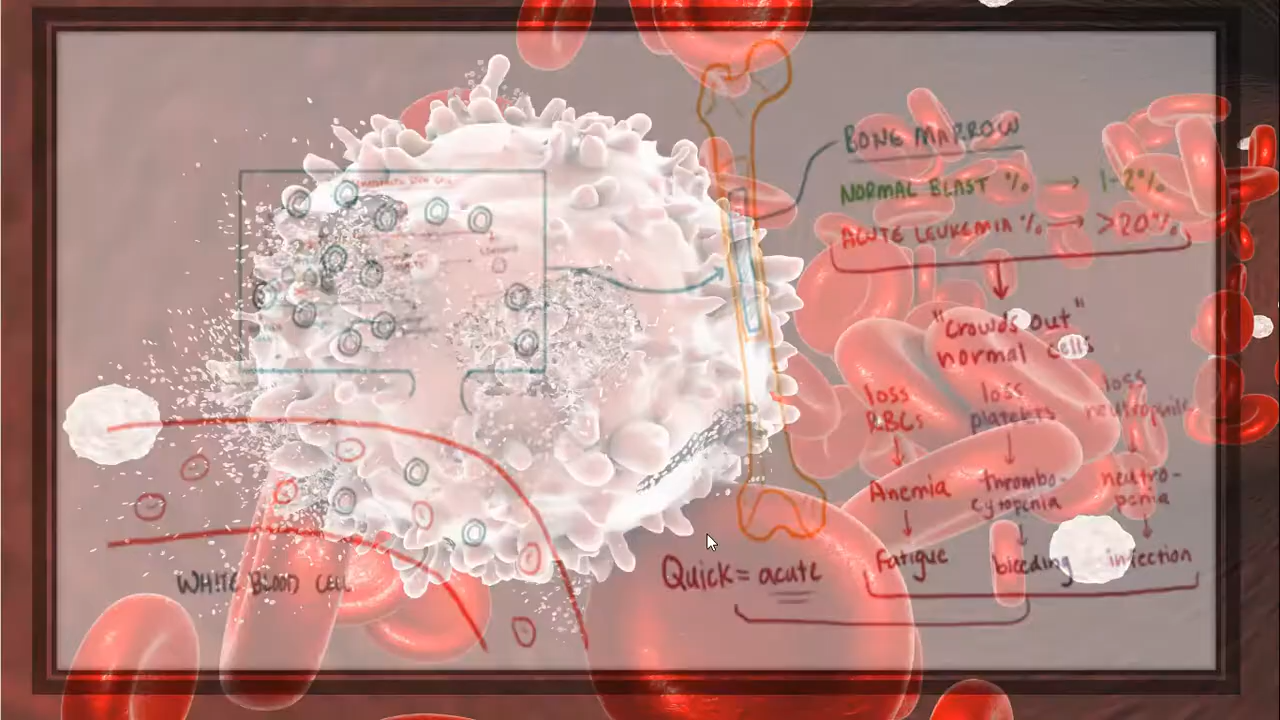 BONE MARROW
NORMAL BLAST % → 1-2%
ACUTE LEUKEMIA % → >20%
"Crowds out"
normal cells
loss RBCs
loss platelets
loss neutrophils
Anemia
thrombo-
cytopenia
neutro-
penia
Fatigue
bleeding
infection
Quick = acute
WHITE BLOOD CELL